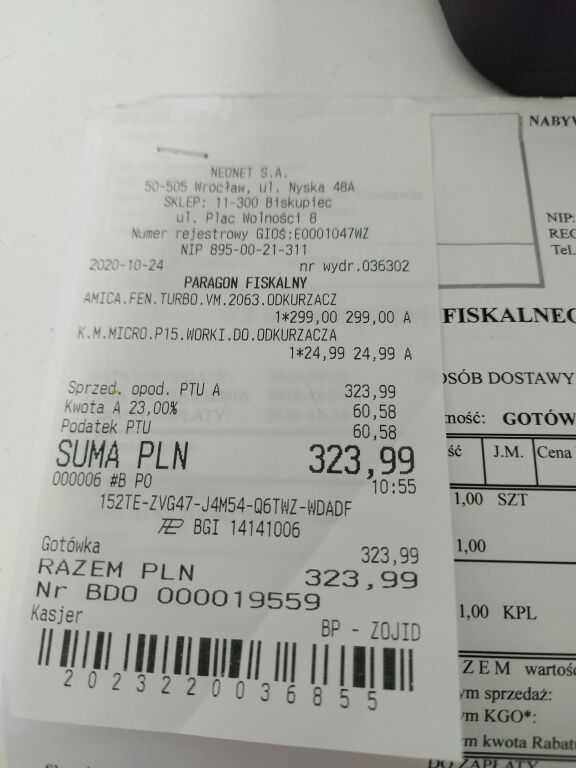 NEONET S.A.
50-505 Wrocław, ul. Nyska 48A
SKLEP: 11-300 Biskupiec
ul. Plac Wolności 8
Numer rejestrowy GIOŚ:E0001047WZ
NIP 895-00-21-311
2020-10-24 nr wydr.036302
PARAGON FISKALNY
AMICA.FEN.TURBO.VM.2063.ODKURZACZ
1*299,00 299,00 A
K.M.MICRO.P15.WORKI.DO.ODKURZACZA
1*24,99 24,99 A
Sprzed. opod. PTU A 323,99
Kwota A 23,00% 60,58
Podatek PTU 60,58
SUMA PLN 323,99
000006 #B PO 10:55
152TE-ZVG47-J4M54-Q6TWZ-WDADF
BGI 14141006
Gotówka 323,99
RAZEM PLN 323,99
Nr BDO 000019559
Kasjer BP - ZOJID
2023220036855
NABYW
NIP:
REG
Tel.
FISKALNEG
OSÓB DOSTAWY
ność: GOTÓW
ść J.M. Cena
1,00 SZT
1,00
1,00 KPL
ZEM wartość
ym sprzedaż:
ym KGO*:
m kwota Rabatu
DO ZAPŁATY